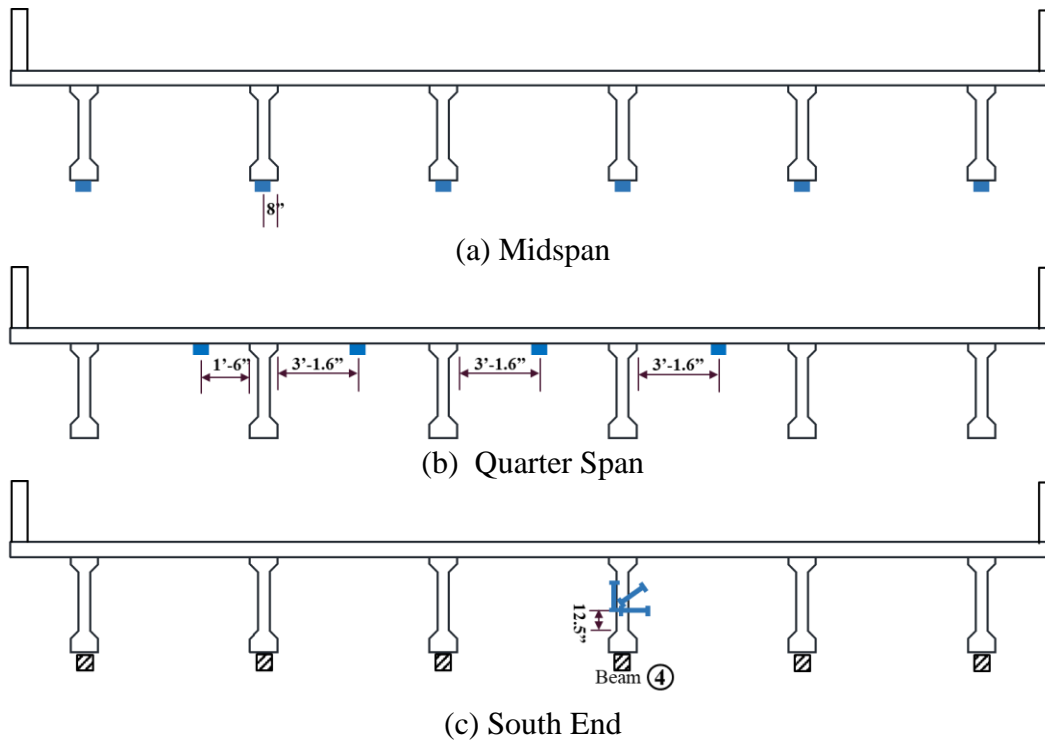 8”
(a) Midspan
1’-6” 3’-1.6” 3’-1.6” 3’-1.6”
(b) Quarter Span
12.5”
Beam 4
(c) South End